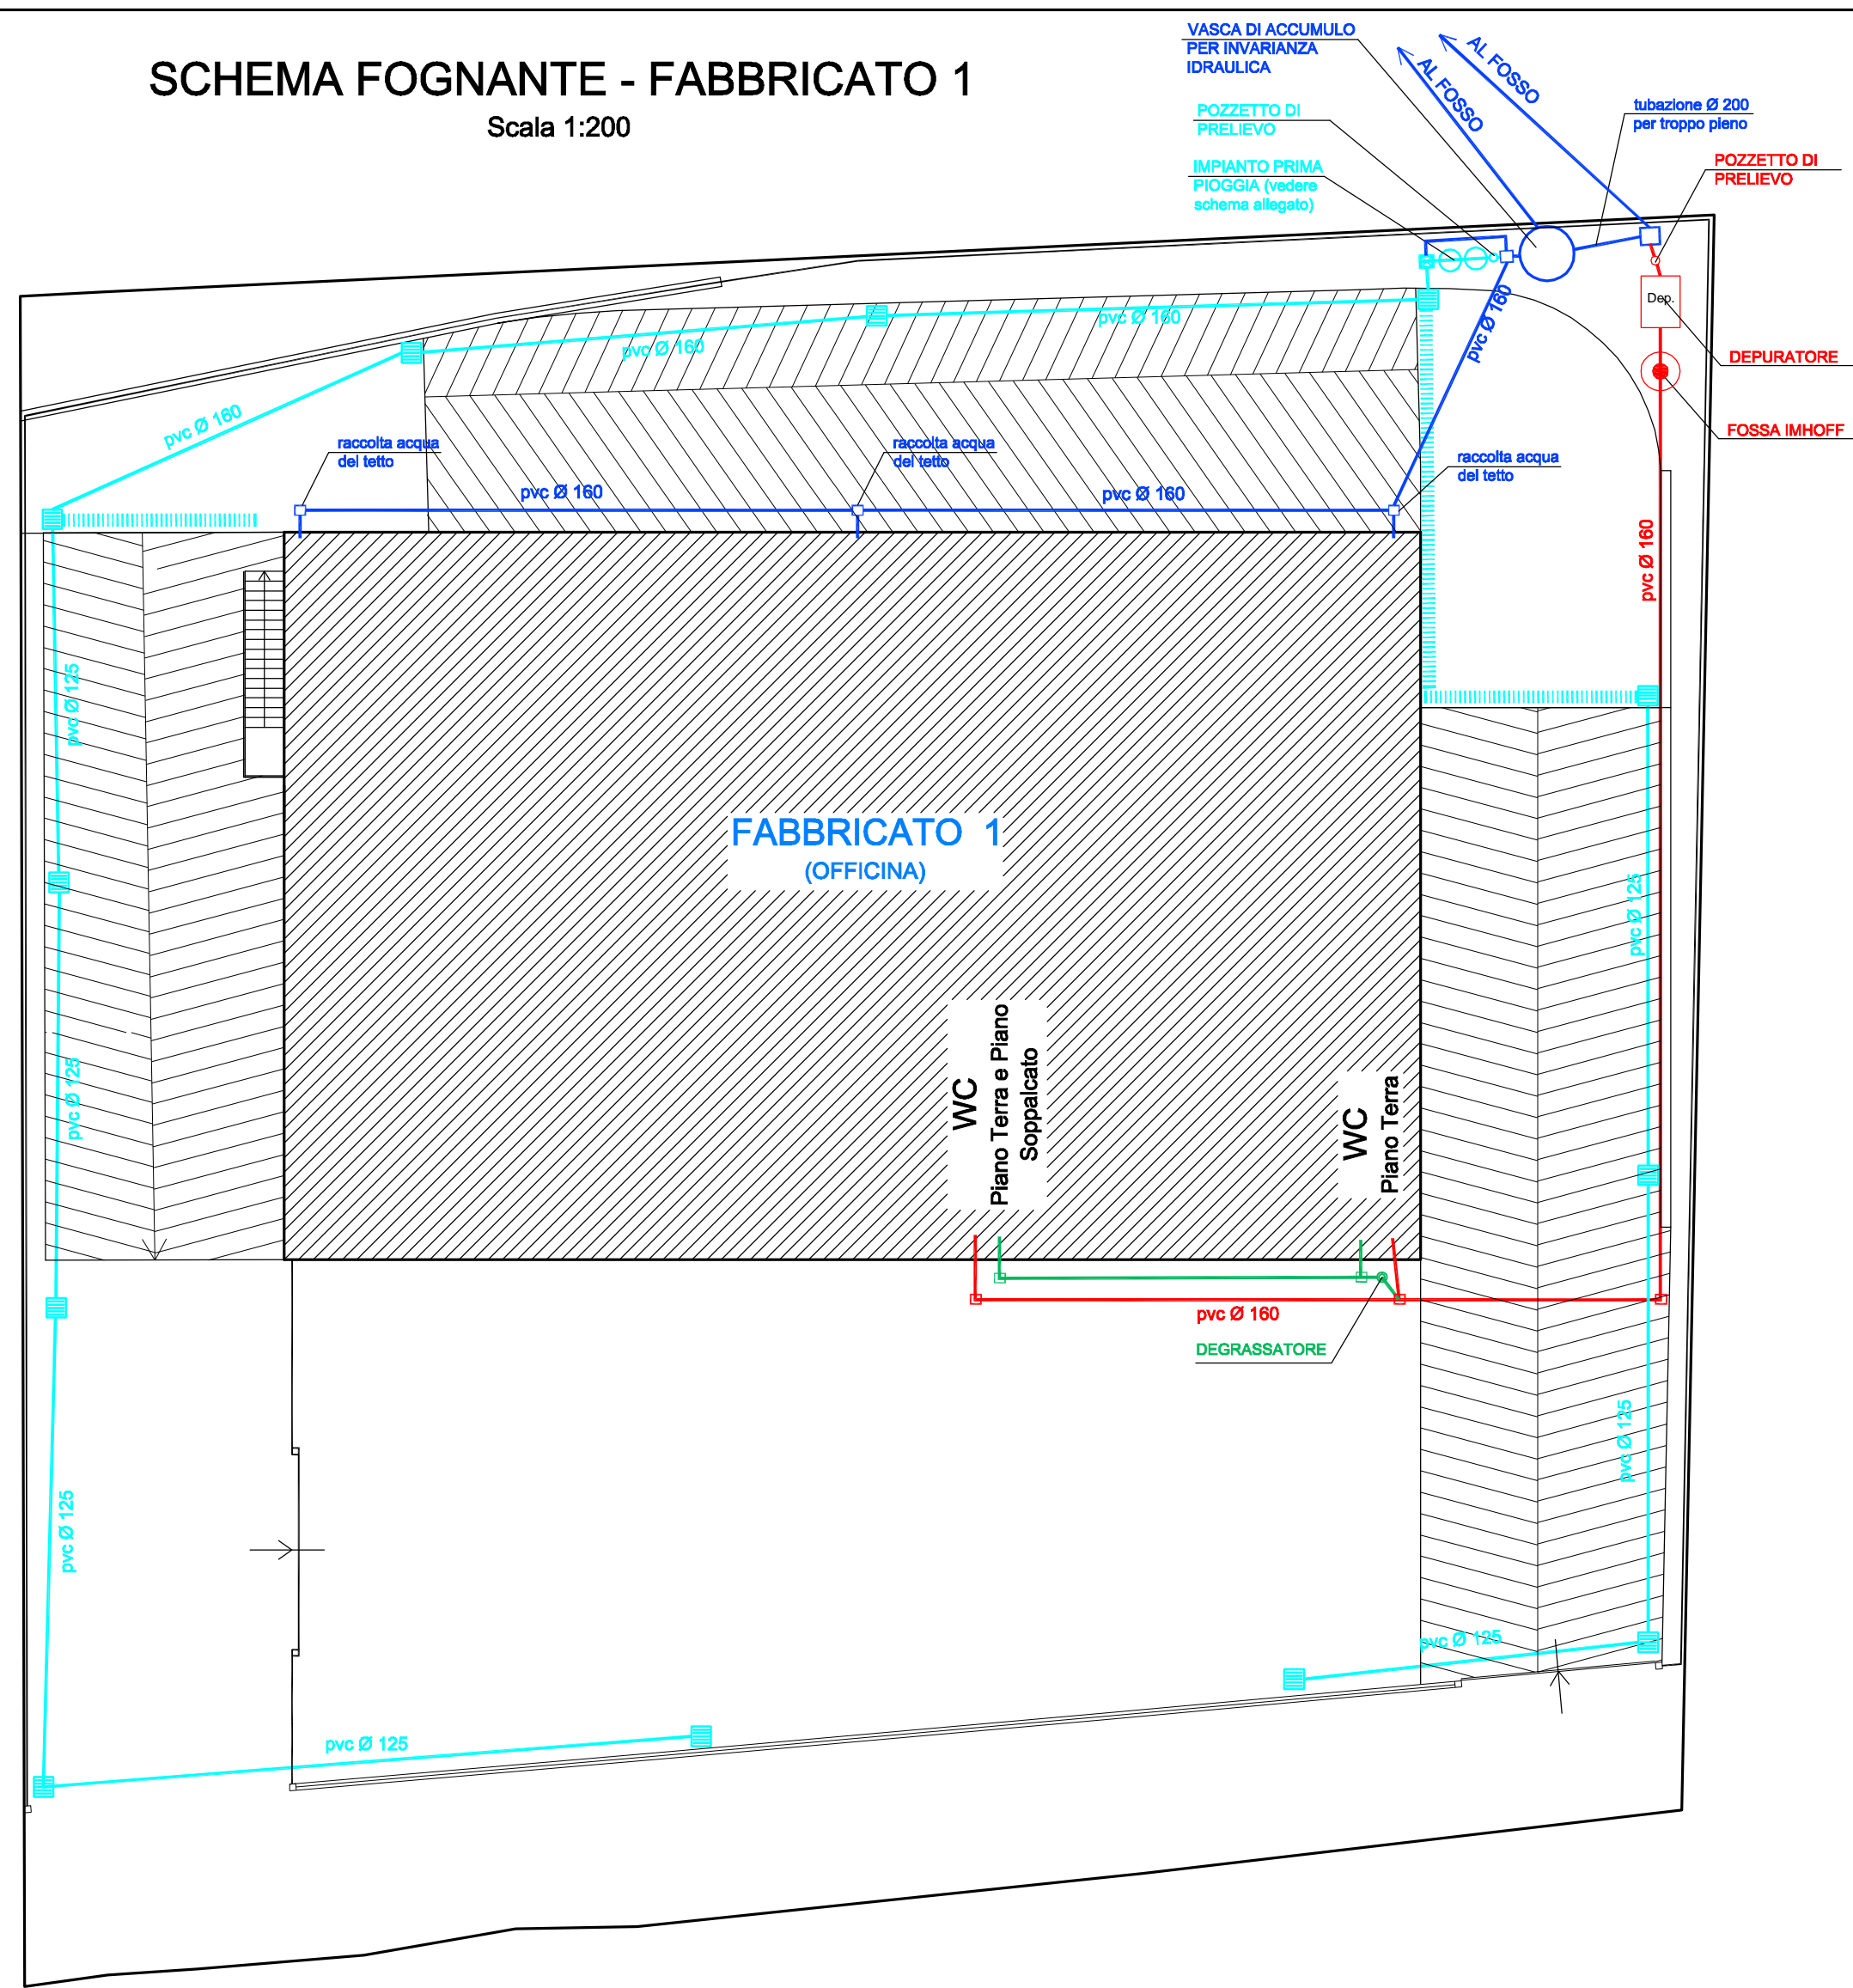 SCHEMA FOGNANTE - FABBRICATO 1
Scala 1:200
VASCA DI ACCUMULO
PER INVARIANZA
IDRAULICA
AL FOSSO
AL FOSSO
POZZETTO DI
PRELIEVO
tubazione Ø 200
per troppo pieno
IMPIANTO PRIMA
PIOGGIA (vedere
schema allegato)
POZZETTO DI
PRELIEVO
Dep.
DEPURATORE
FOSSA IMHOFF
pvc Ø 160
pvc Ø 160
pvc Ø 160
pvc Ø 160
raccolta acqua
del tetto
raccolta acqua
del tetto
raccolta acqua
del tetto
pvc Ø 160
pvc Ø 160
pvc Ø 160
pvc Ø 125
FABBRICATO 1
(OFFICINA)
pvc Ø 125
pvc Ø 125
WC
Piano Terra e Piano
Soppalcato
WC
Piano Terra
pvc Ø 160
DEGRASSATORE
pvc Ø 125
pvc Ø 125
pvc Ø 125
pvc Ø 125